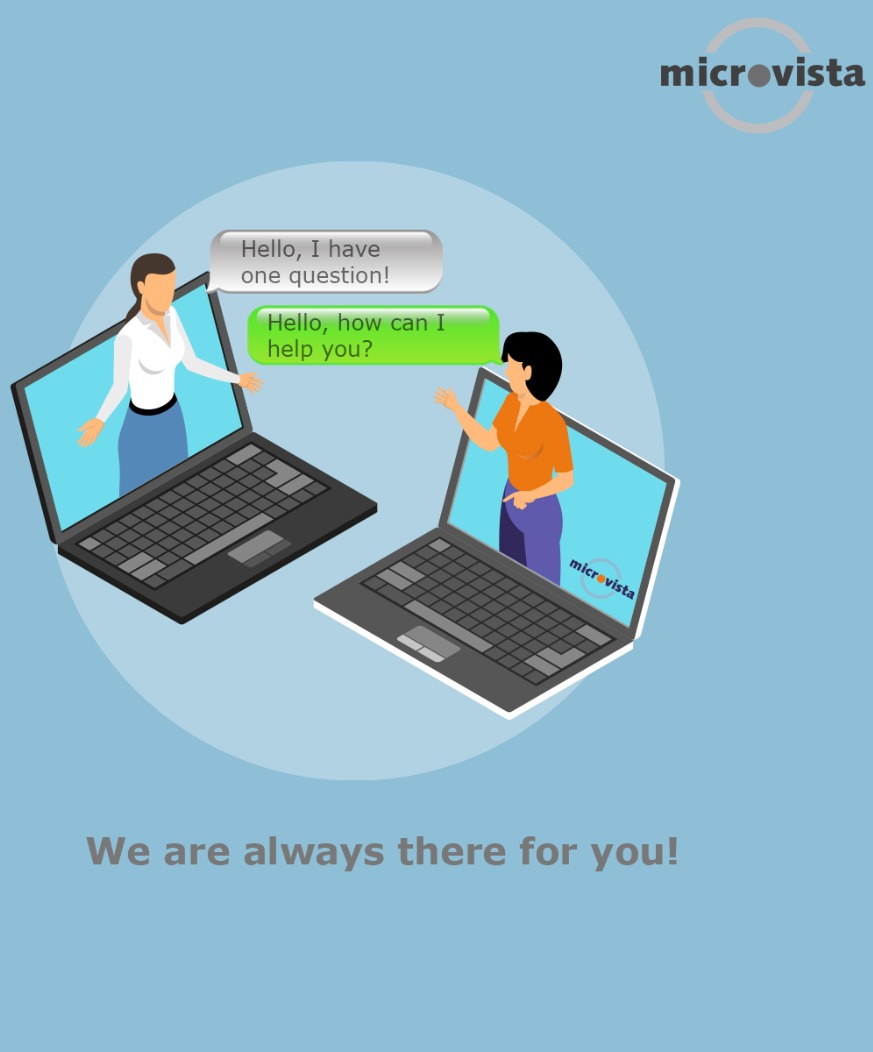 microvista
Hello, I have
one question!
Hello, how can I
help you?
microvista
We are always there for you!